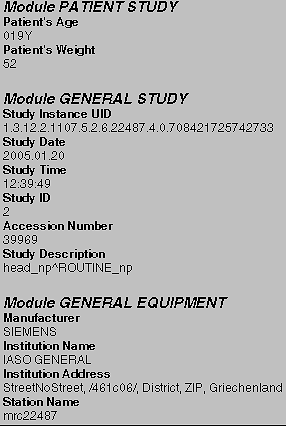 Module PATIENT STUDY
Patient's Age
019Y
Patient's Weight
52
Module GENERAL STUDY
Study Instance UID
1.3.12.2.1107.5.2.6.22487.4.0.708421725742733
Study Date
2005.01.20
Study Time
12:39:49
Study ID
2
Accession Number
39969
Study Description
head_np^ROUTINE_np
Module GENERAL EQUIPMENT
Manufacturer
SIEMENS
Institution Name
IASO GENERAL
Institution Address
StreetNoStreet, /461c06/, District, ZIP, Griechenland
Station Name
mrc22487